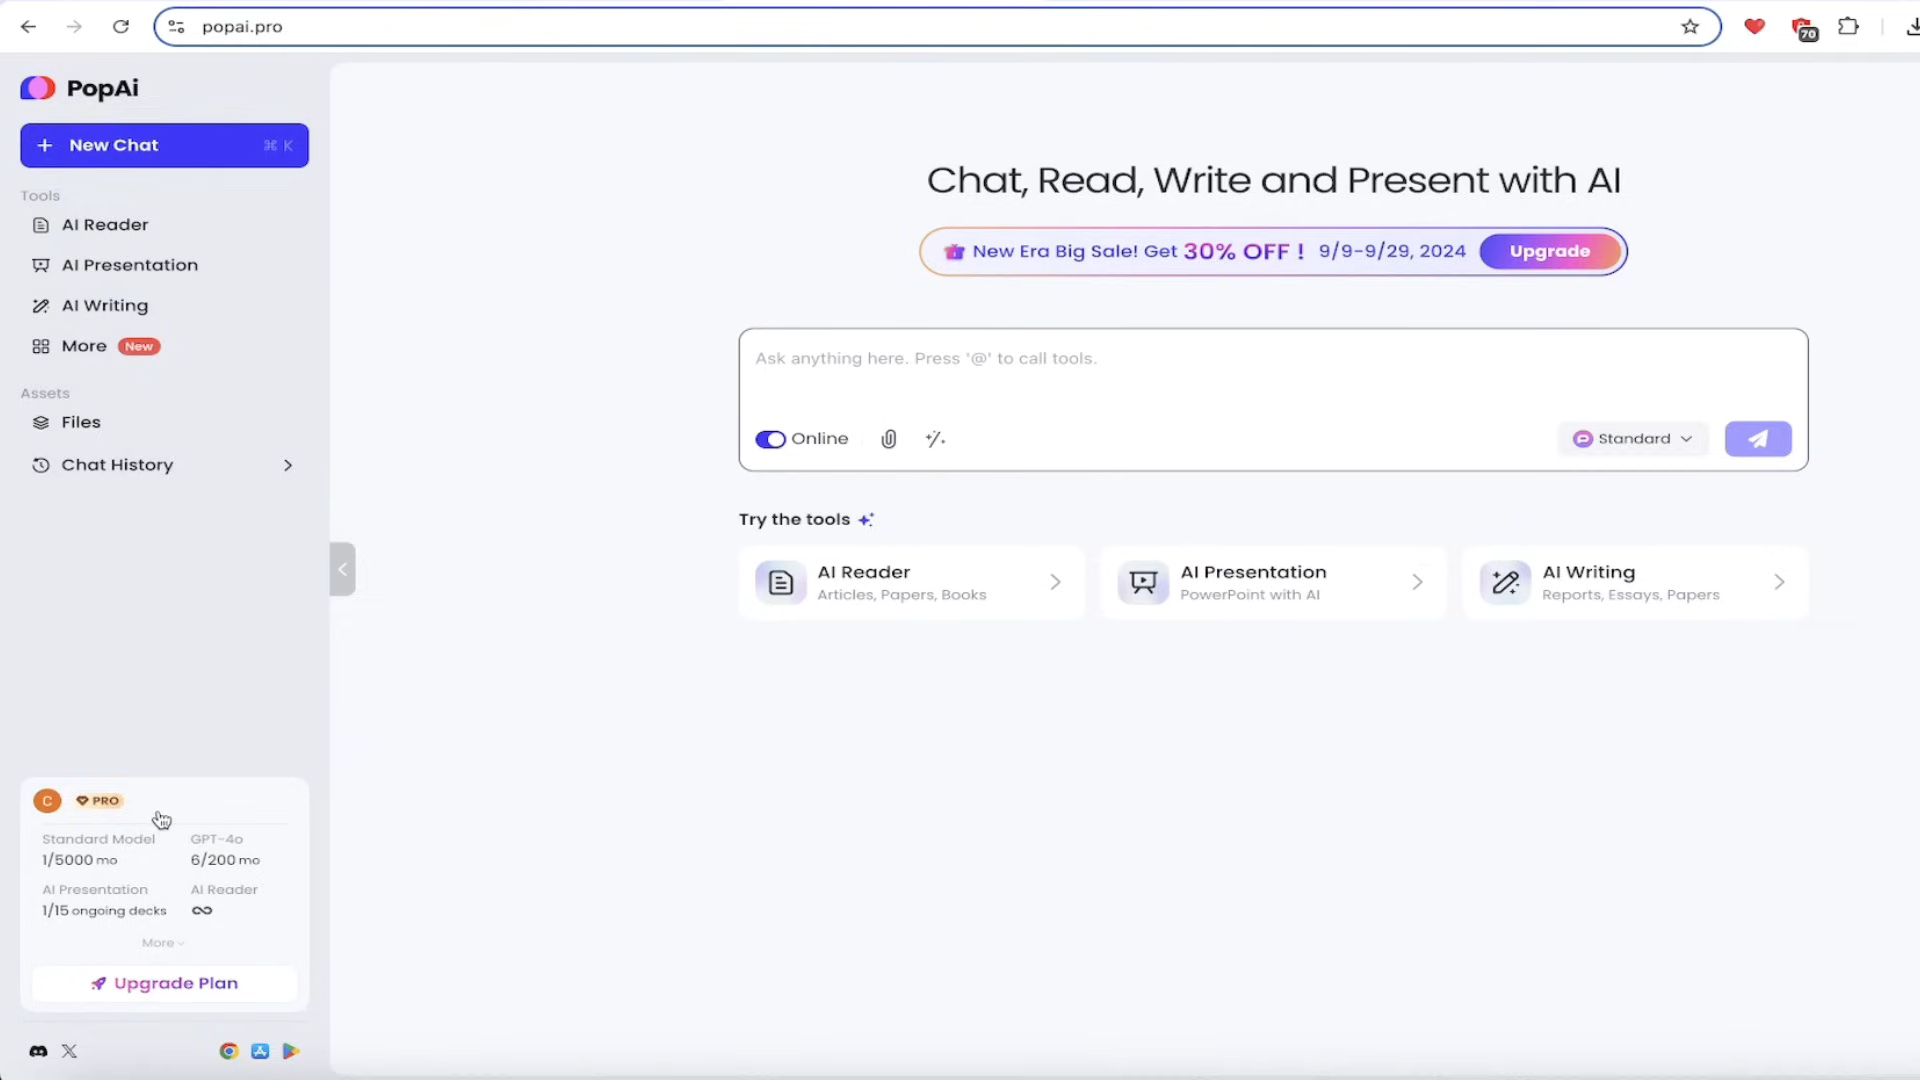 popai.pro
70
PopAi
+ New Chat ⌘ K
Tools
AI Reader
AI Presentation
AI Writing
More New
Assets
Files
Chat History
C PRO
Standard Model GPT-4o
1/5000 mo 6/200 mo
AI Presentation AI Reader
1/15 ongoing decks ∞
More
Upgrade Plan
Chat, Read, Write and Present with AI
New Era Big Sale! Get 30% OFF ! 9/9-9/29, 2024 Upgrade
Ask anything here. Press '@' to call tools.
Online Standard
Try the tools
AI Reader
Articles, Papers, Books
AI Presentation
PowerPoint with AI
AI Writing
Reports, Essays, Papers